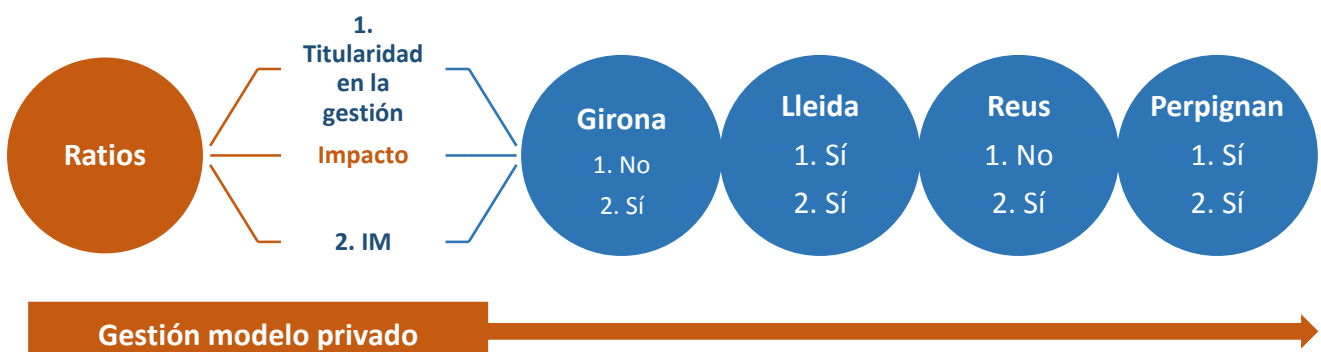 Ratios
1.
Titularidad
en la
gestión
Impacto
2. IM
Girona
1. No
2. Sí
Lleida
1. Sí
2. Sí
Reus
1. No
2. Sí
Perpignan
1. Sí
2. Sí
Gestión modelo privado